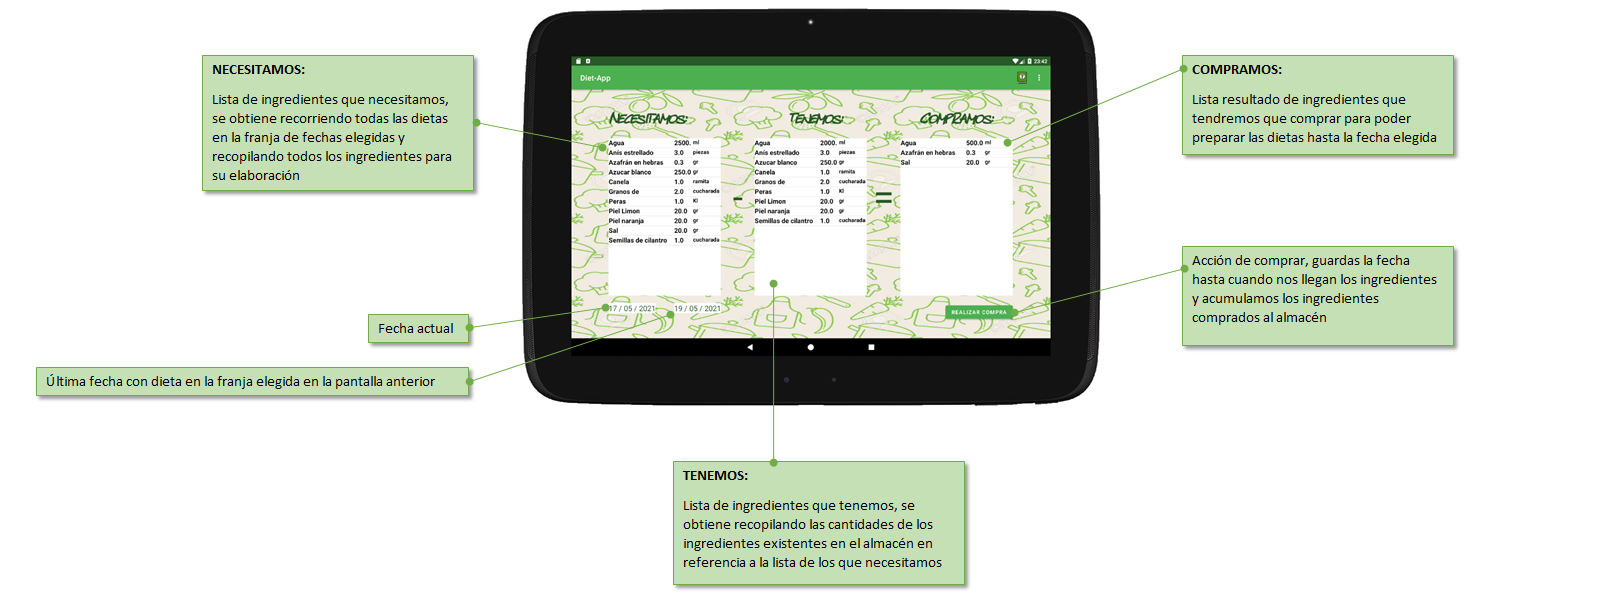 NECESITAMOS:
Lista de ingredientes que necesitamos,
se obtiene recorriendo todas las dietas
en la franja de fechas elegidas y
recopilando todos los ingredientes para
su elaboración
Fecha actual
Última fecha con dieta en la franja elegida en la pantalla anterior
23:42
Diet-App
NECESITAMOS:
Agua 2500. ml
Anis estrellado 3.0 piezas
Azafrán en hebras 0.3 gr
Azucar blanco 250.0 gr
Canela 1.0 ramita
Granos de 2.0 cucharada
Peras 1.0 Kl
Piel Limon 20.0 gr
Piel naranja 20.0 gr
Sal 20.0 gr
Semillas de cilantro 1.0 cucharada
17 / 05 / 2021
19 / 05 / 2021
-
TENEMOS:
Agua 2000. ml
Anis estrellado 3.0 piezas
Azucar blanco 250.0 gr
Canela 1.0 ramita
Granos de 2.0 cucharada
Peras 1.0 Kl
Piel Limon 20.0 gr
Piel naranja 20.0 gr
Semillas de cilantro 1.0 cucharada
=
COMPRAMOS:
Agua 500.0 ml
Azafrán en hebras 0.3 gr
Sal 20.0 gr
REALIZAR COMPRA
COMPRAMOS:
Lista resultado de ingredientes que
tendremos que comprar para poder
preparar las dietas hasta la fecha elegida
Acción de comprar, guardas la fecha
hasta cuando nos llegan los ingredientes
y acumulamos los ingredientes
comprados al almacén
TENEMOS:
Lista de ingredientes que tenemos, se
obtiene recopilando las cantidades de los
ingredientes existentes en el almacén en
referencia a la lista de los que necesitamos